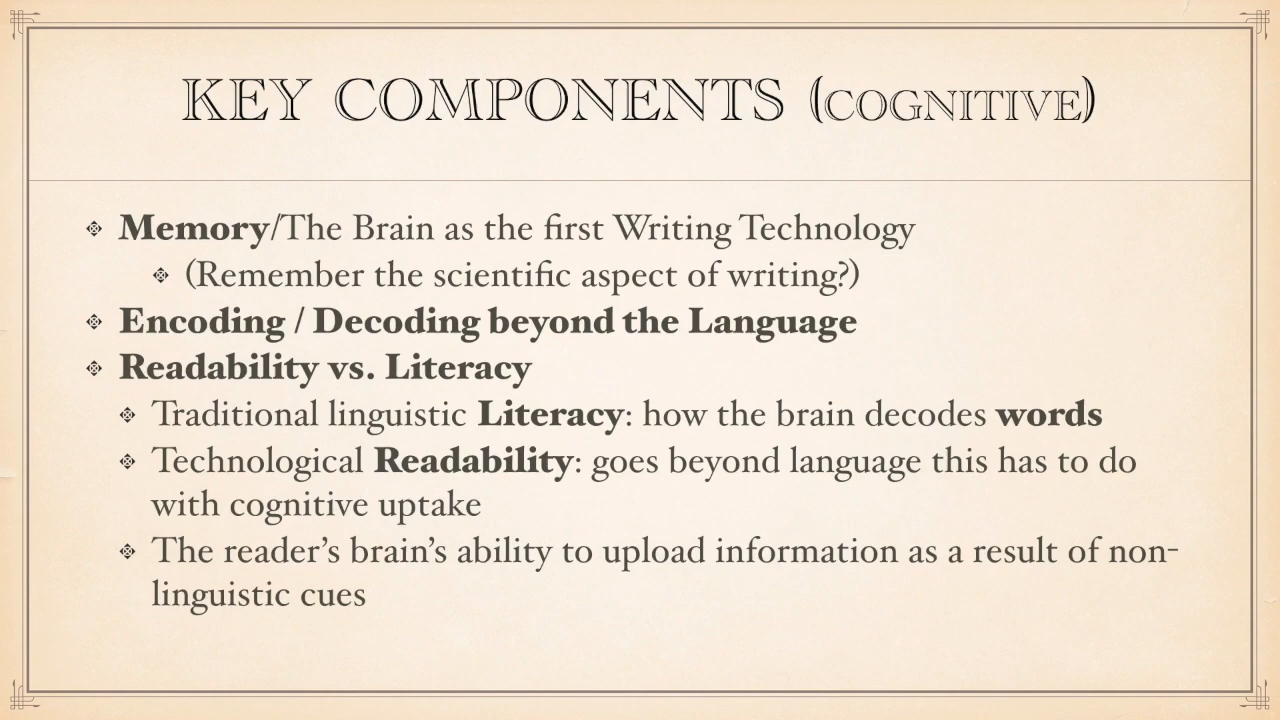 KEY COMPONENTS (COGNITIVE)
Memory/The Brain as the first Writing Technology
(Remember the scientific aspect of writing?)
Encoding / Decoding beyond the Language
Readability vs. Literacy
Traditional linguistic Literacy: how the brain decodes words
Technological Readability: goes beyond language this has to do
with cognitive uptake
The reader’s brain’s ability to upload information as a result of non-
linguistic cues